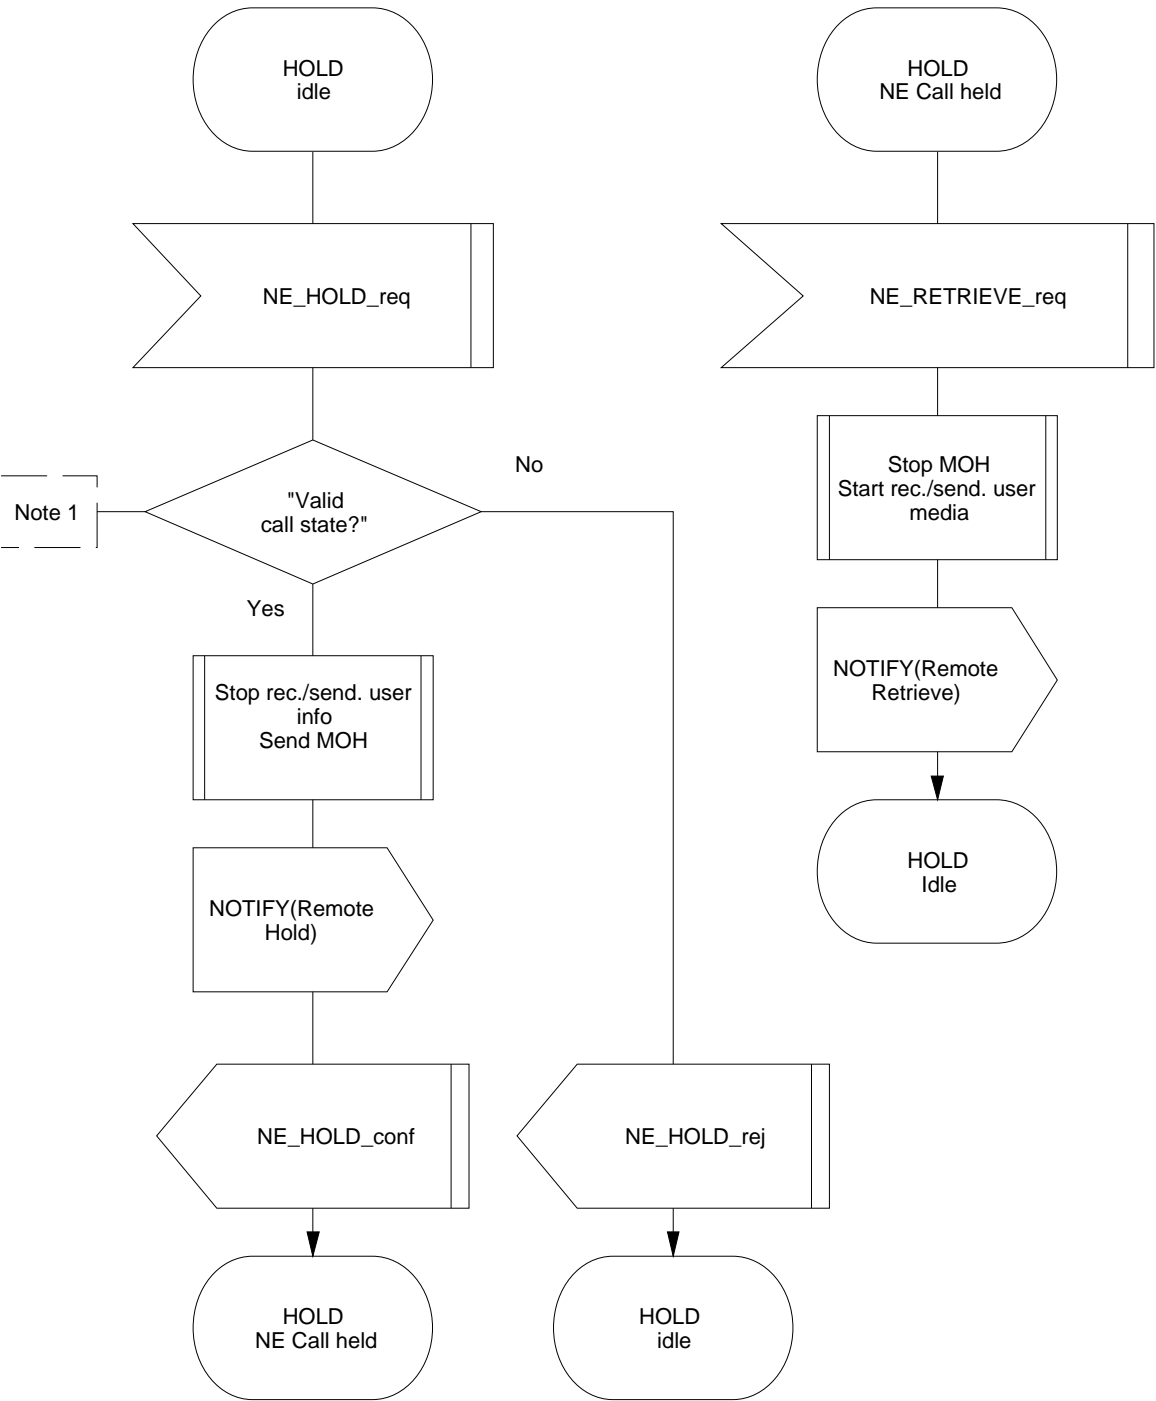 HOLD
idle
NE_HOLD_req
"Valid
call state?"
Note 1
No
Yes
Stop rec./send. user
info
Send MOH
NOTIFY(Remote
Hold)
NE_HOLD_conf
HOLD
NE Call held
NE_HOLD_rej
HOLD
idle
HOLD
NE Call held
NE_RETRIEVE_req
Stop MOH
Start rec./send. user
media
NOTIFY(Remote
Retrieve)
HOLD
Idle